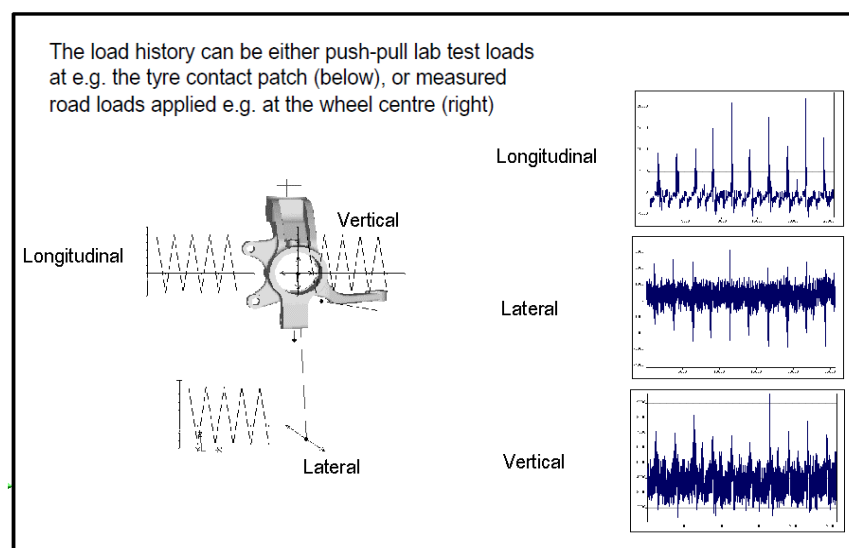 The load history can be either push-pull lab test loads
at e.g. the tyre contact patch (below), or measured
road loads applied e.g. at the wheel centre (right)
Longitudinal
Vertical
Longitudinal
Lateral
Lateral
Vertical